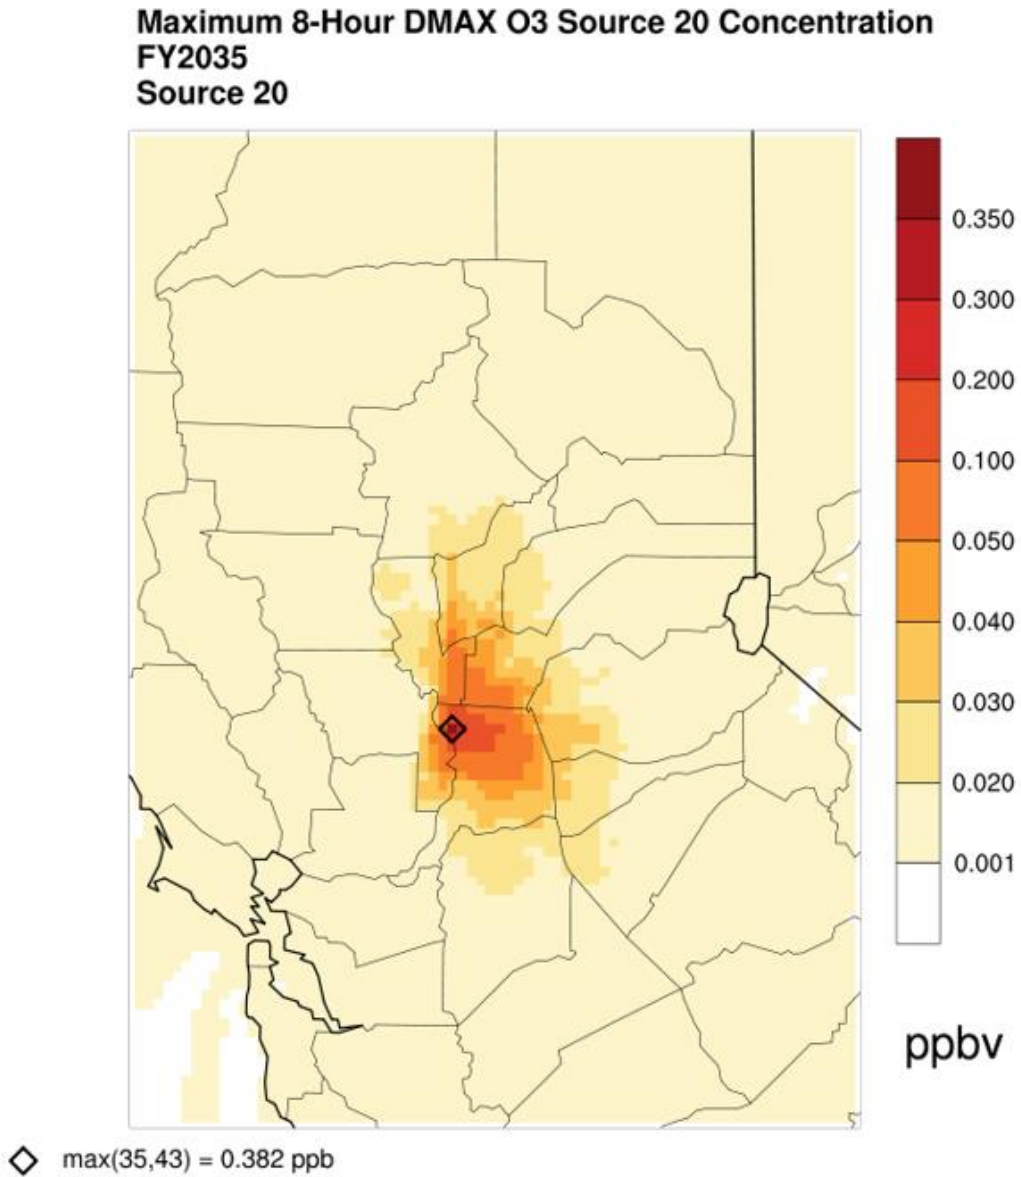 Maximum 8-Hour DMAX O3 Source 20 Concentration
FY2035
Source 20
0.350
0.300
0.200
0.100
0.050
0.040
0.030
0.020
0.001
ppbv
max(35,43) = 0.382 ppb